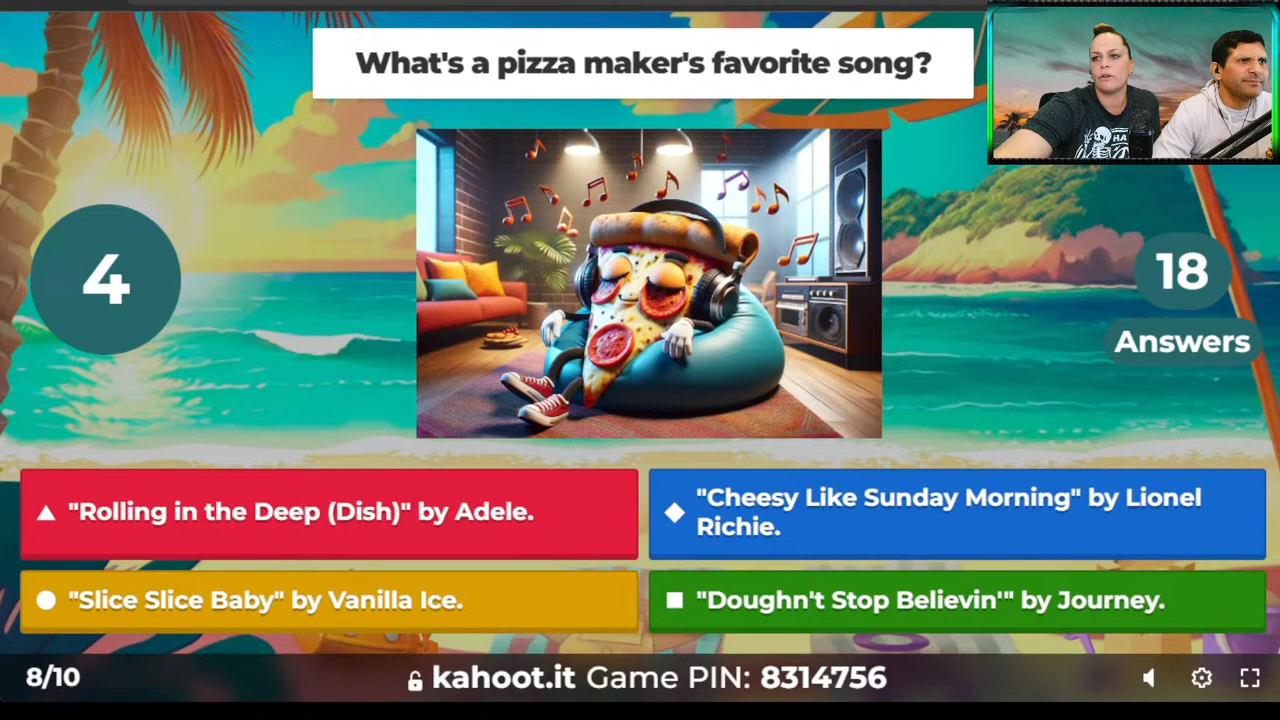 What's a pizza maker's favorite song?
4
18
Answers
"Rolling in the Deep (Dish)" by Adele.
"Cheesy Like Sunday Morning" by Lionel
Richie.
"Slice Slice Baby" by Vanilla Ice.
"Doughn't Stop Believin'" by Journey.
8/10
kahoot.it Game PIN: 8314756
HA